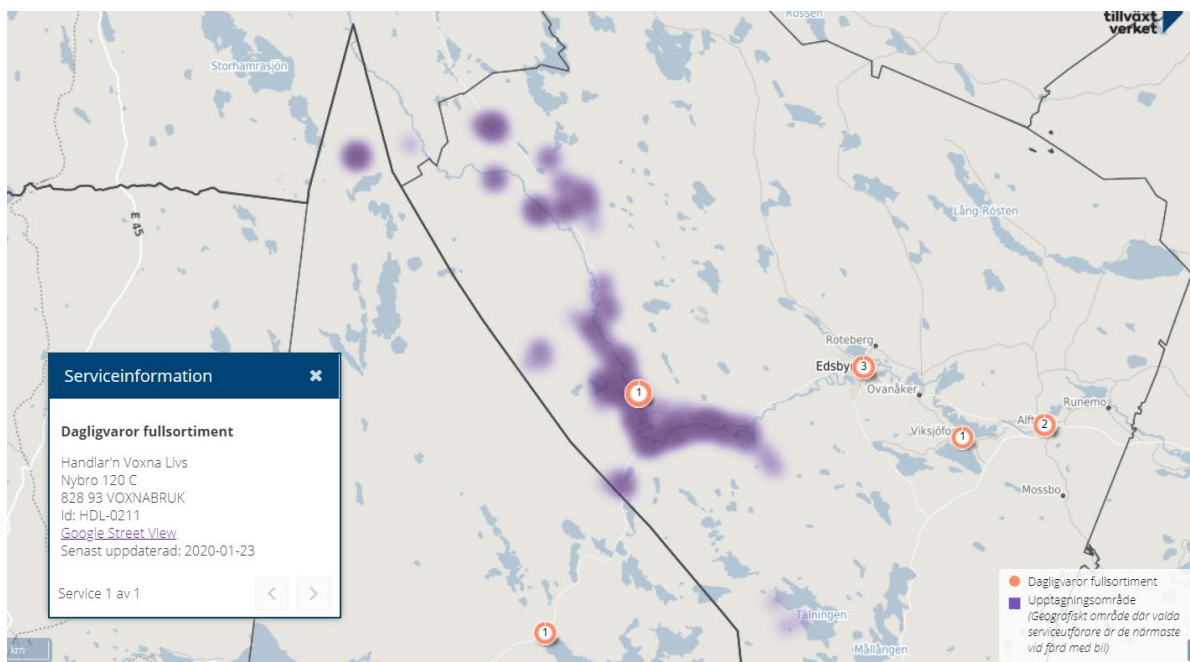 Rossen
tillväxt
verket
Storhamrasjön
E 45
Lång-Rösten
Roteberg
Edsby
3
Ovanåker
Runemo
1
Alft
2
Viksjöfo
1
Mossbo
Serviceinformation ✖
Dagligvaror fullsortiment
Handlar'n Voxna Livs
Nybro 120 C
828 93 VOXNABRUK
Id: HDL-0211
Google Street View
Senast uppdaterad: 2020-01-23
Service 1 av 1 < >
km
1
Tälningen
Mållången
Dagligvaror fullsortiment
Upptagningsområde
(Geografiskt område där valda
serviceutförare är de närmaste
vid färd med bil)